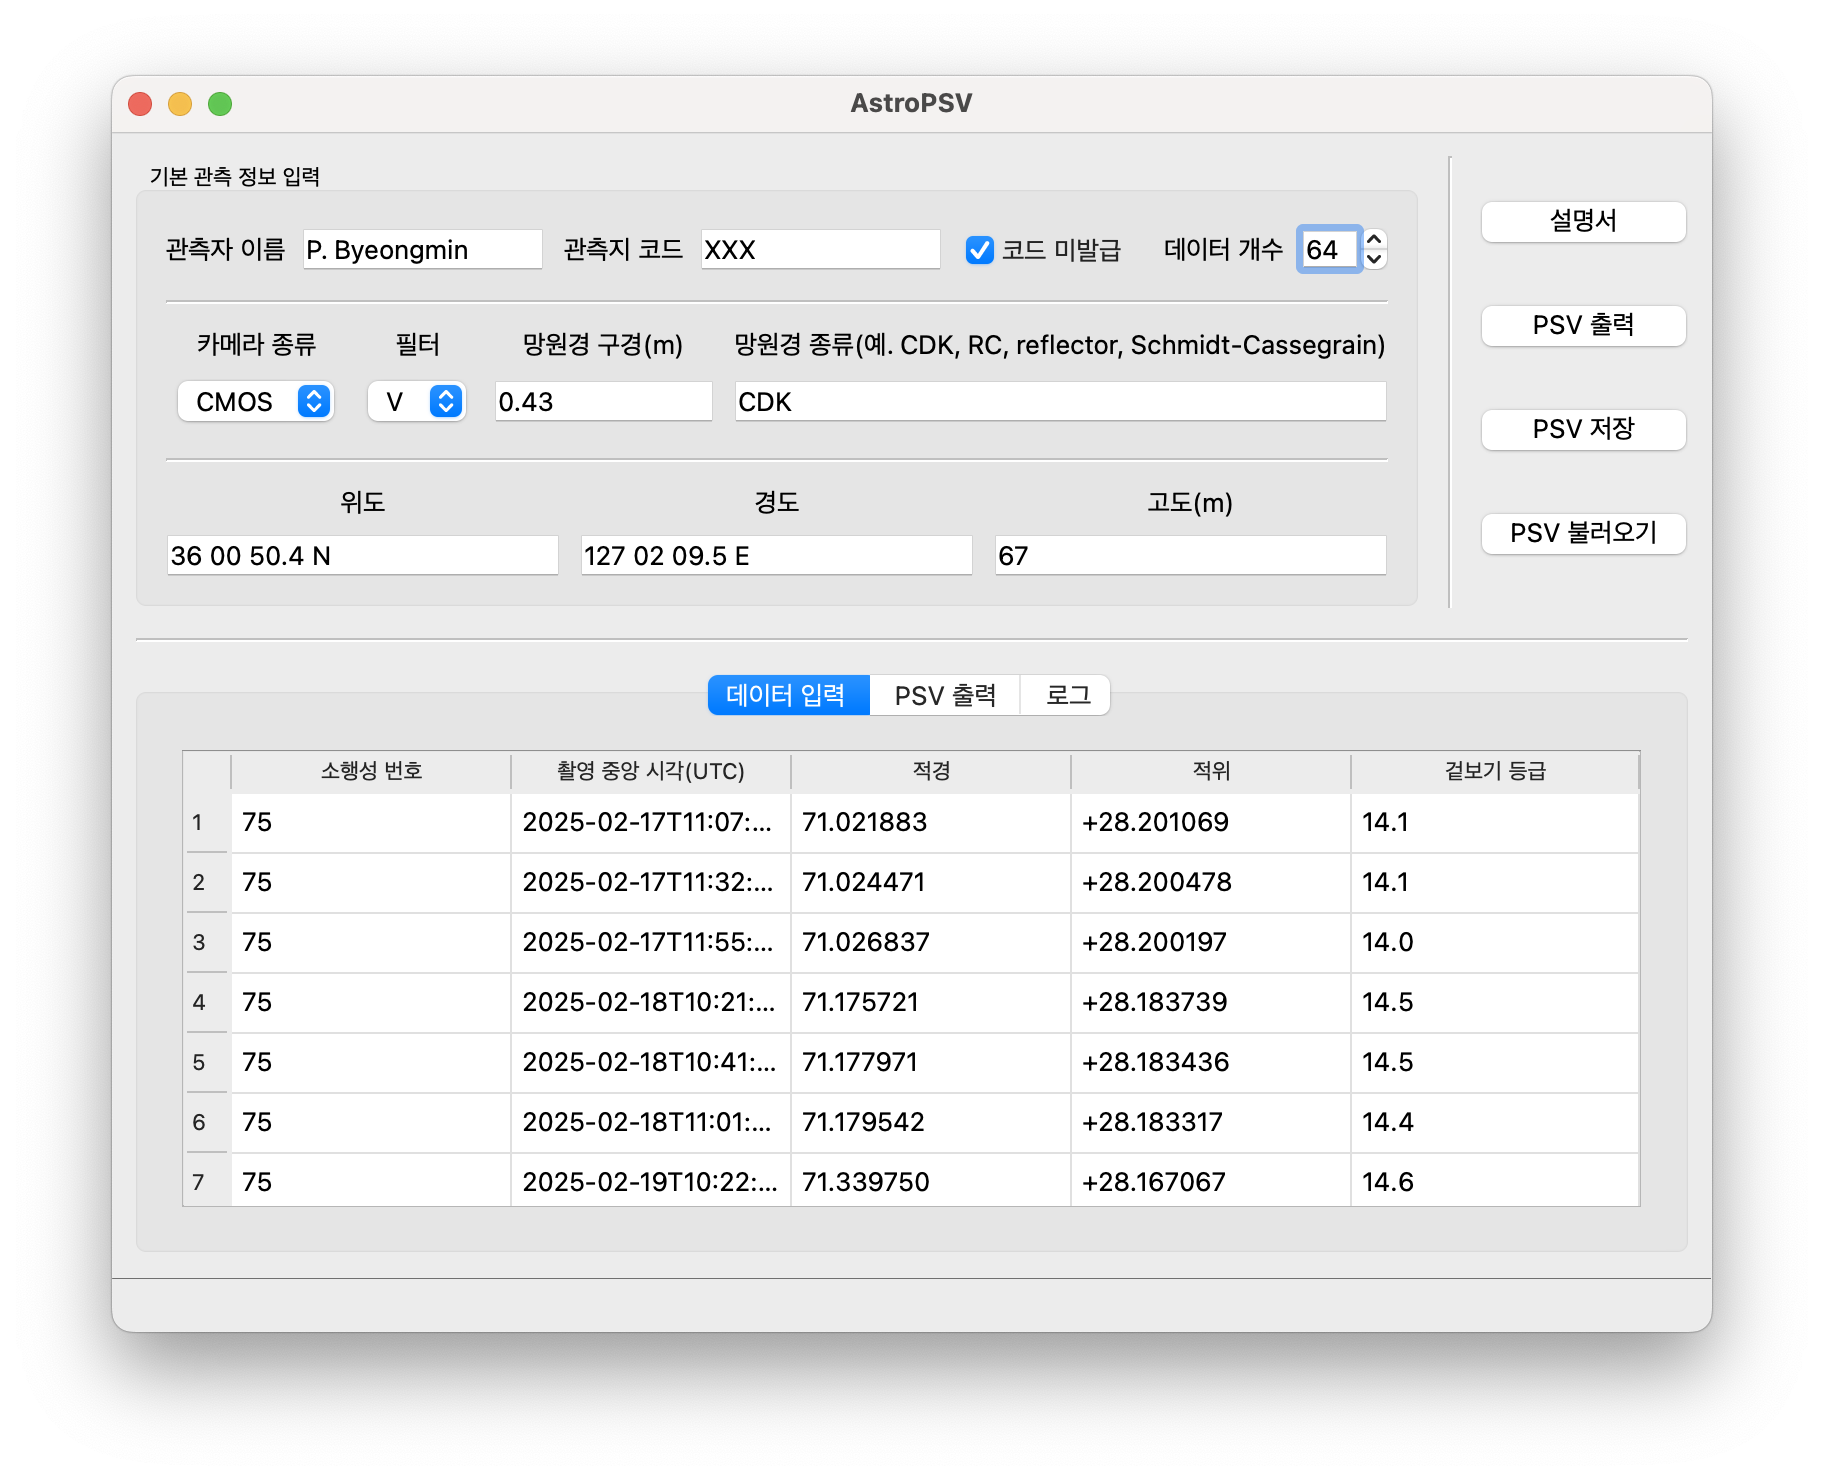 AstroPSV
기본 관측 정보 입력
관측자 이름 P. Byeongmin 관측지 코드 XXX 코드 미발급 데이터 개수 64
카메라 종류 필터 망원경 구경(m) 망원경 종류(예. CDK, RC, reflector, Schmidt-Cassegrain)
CMOS V 0.43 CDK
위도 경도 고도(m)
36 00 50.4 N 127 02 09.5 E 67
설명서
PSV 출력
PSV 저장
PSV 불러오기
데이터 입력 PSV 출력 로그
소행성 번호 촬영 중앙 시각(UTC) 적경 적위 겉보기 등급
1 75 2025-02-17T11:07:... 71.021883 +28.201069 14.1
2 75 2025-02-17T11:32:... 71.024471 +28.200478 14.1
3 75 2025-02-17T11:55:... 71.026837 +28.200197 14.0
4 75 2025-02-18T10:21:... 71.175721 +28.183739 14.5
5 75 2025-02-18T10:41:... 71.177971 +28.183436 14.5
6 75 2025-02-18T11:01:... 71.179542 +28.183317 14.4
7 75 2025-02-19T10:22:... 71.339750 +28.167067 14.6